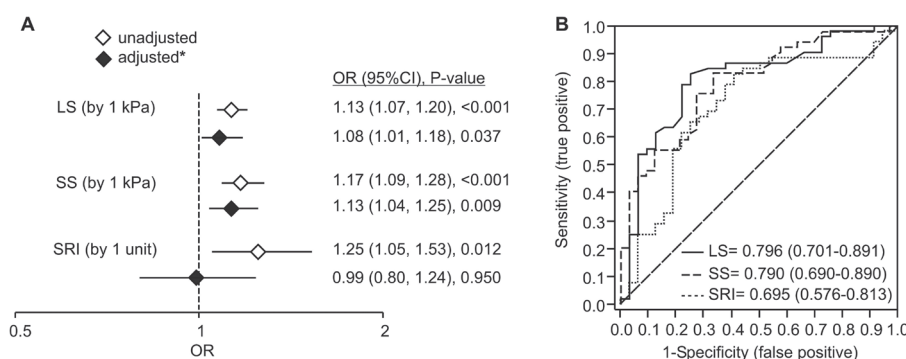 A
unadjusted
adjusted*
OR (95%CI), P-value
LS (by 1 kPa)
1.13 (1.07, 1.20), <0.001
1.08 (1.01, 1.18), 0.037
SS (by 1 kPa)
1.17 (1.09, 1.28), <0.001
1.13 (1.04, 1.25), 0.009
SRI (by 1 unit)
1.25 (1.05, 1.53), 0.012
0.99 (0.80, 1.24), 0.950
0.5 1 2
OR
B
Sensitivity (true positive)
1.0
0.9
0.8
0.7
0.6
0.5
0.4
0.3
0.2
0.1
0.0
LS= 0.796 (0.701-0.891)
SS= 0.790 (0.690-0.890)
SRI= 0.695 (0.576-0.813)
0.0 0.1 0.2 0.3 0.4 0.5 0.6 0.7 0.8 0.9 1.0
1-Specificity (false positive)